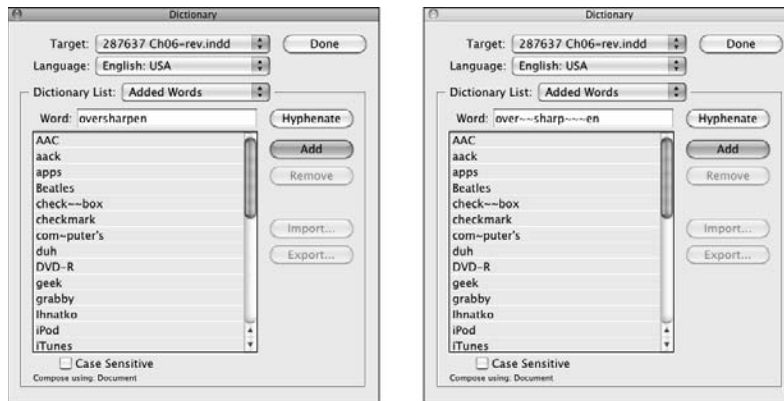 Dictionary
Target: 287637 Ch06-rev.indd
Done
Language: English: USA
Dictionary List: Added Words
Word: oversharpen
Hyphenate
AAC
Add
aack
apps
Remove
Beatles
check~~box
checkmark
Import...
com~puter's
duh
Export...
DVD-R
geek
grabby
Ihnatko
iPod
iTunes
Case Sensitive
Compose using: Document
Dictionary
Target: 287637 Ch06-rev.indd
Done
Language: English: USA
Dictionary List: Added Words
Word: over~~sharp~~~en
Hyphenate
AAC
Add
aack
apps
Remove
Beatles
check~~box
checkmark
Import...
com~puter's
duh
Export...
DVD-R
geek
grabby
Ihnatko
iPod
iTunes
Case Sensitive
Compose using: Document